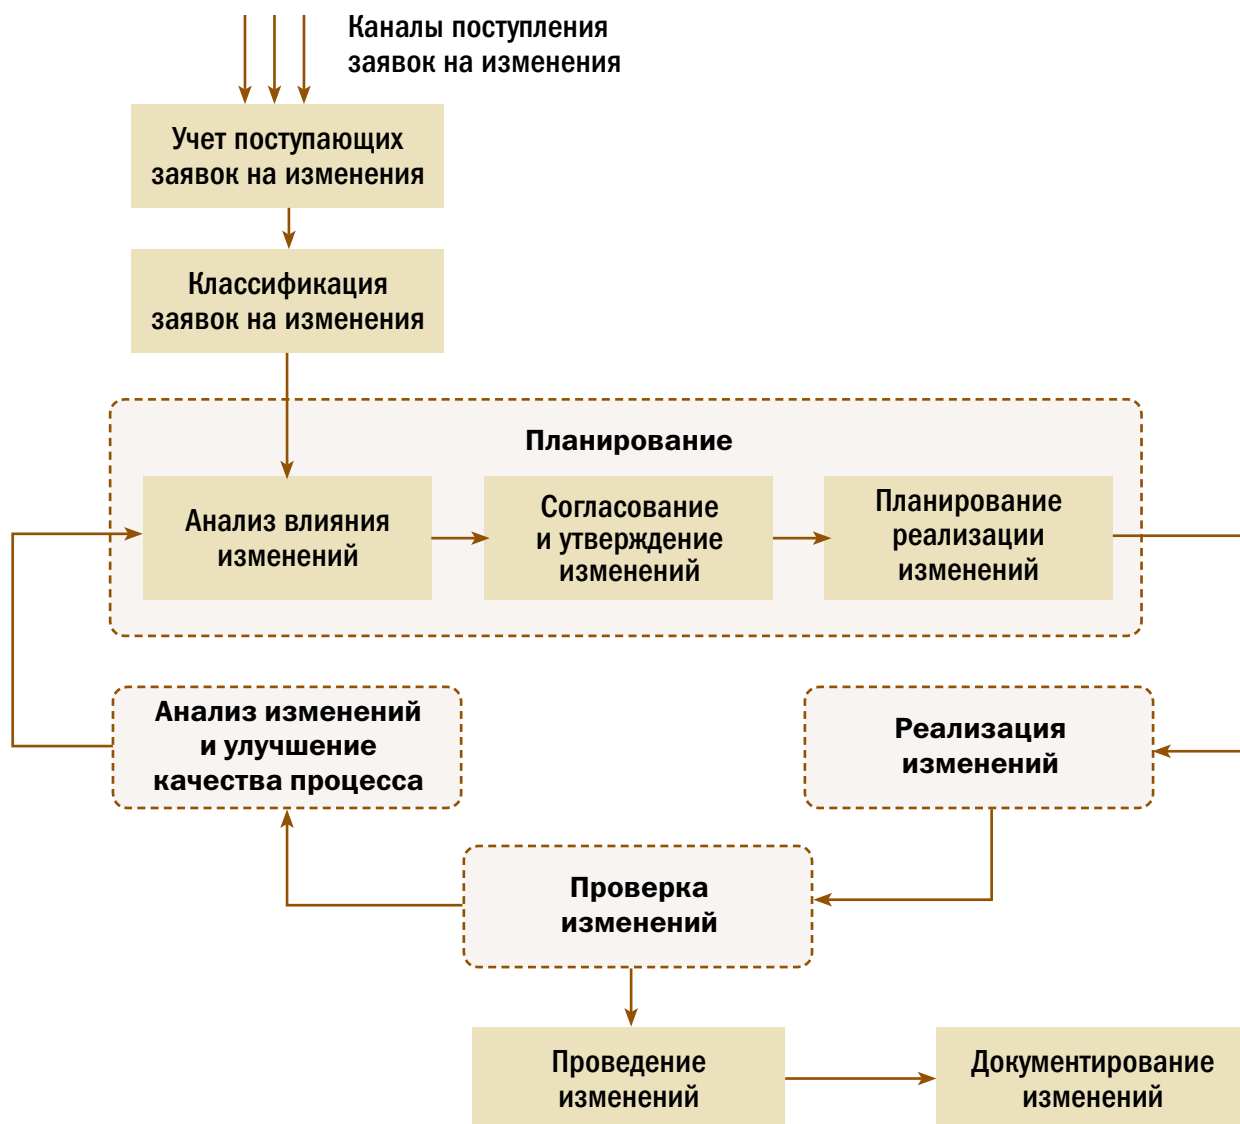 Каналы поступления
заявок на изменения
Учет поступающих
заявок на изменения
Классификация
заявок на изменения
Планирование
Анализ влияния
изменений
Согласование
и утверждение
изменений
Планирование
реализации
изменений
Анализ изменений
и улучшение
качества процесса
Реализация
изменений
Проверка
изменений
Проведение
изменений
Документирование
изменений